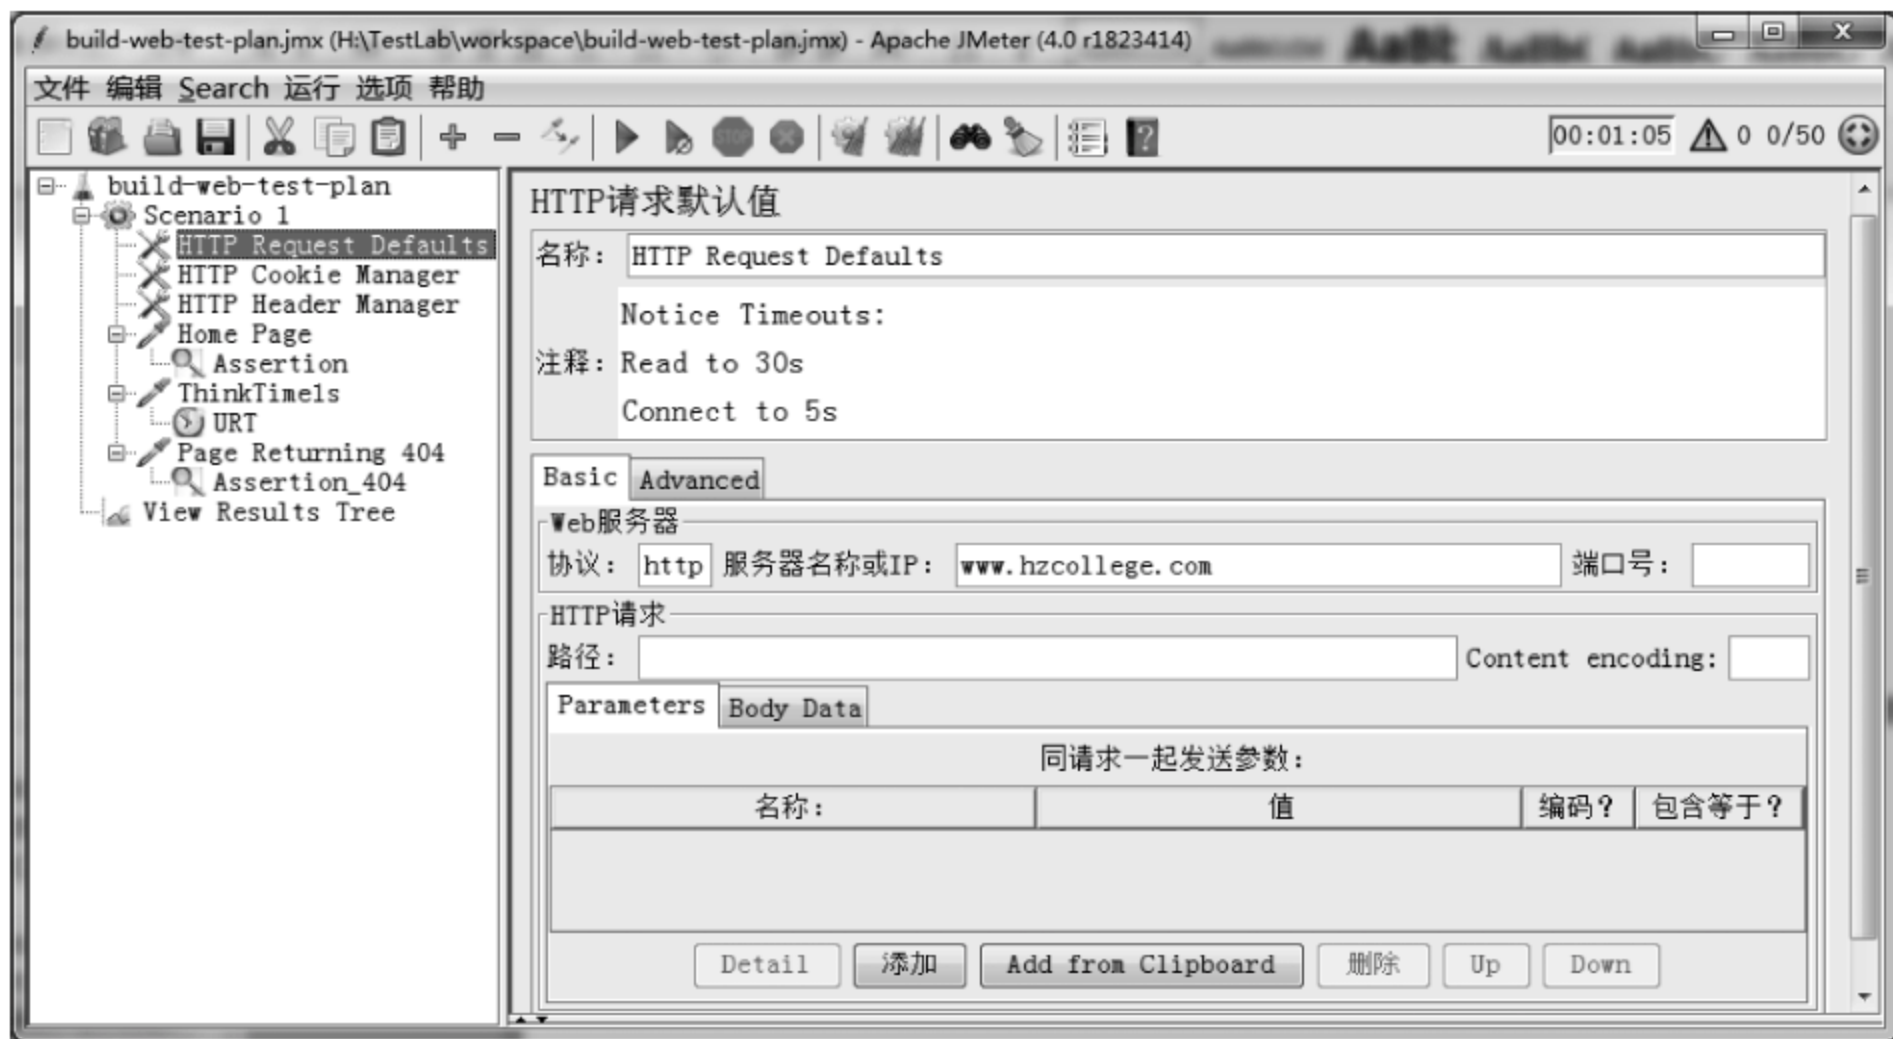 build-web-test-plan.jmx (H:\TestLab\workspace\build-web-test-plan.jmx) - Apache JMeter (4.0 r1823414)
文件 编辑 Search 运行 选项 帮助
00:01:05 0 0/50
build-web-test-plan
Scenario 1
HTTP Request Defaults
HTTP Cookie Manager
HTTP Header Manager
Home Page
Assertion
ThinkTime1s
URT
Page Returning 404
Assertion_404
View Results Tree
HTTP请求默认值
名称： HTTP Request Defaults
注释：
Notice Timeouts:
Read to 30s
Connect to 5s
Basic Advanced
Web服务器
协议： http 服务器名称或IP： www.hzcollege.com 端口号：
HTTP请求
路径： Content encoding:
Parameters Body Data
同请求一起发送参数：
名称： 值 编码？ 包含等于？
Detail 添加 Add from Clipboard 删除 Up Down